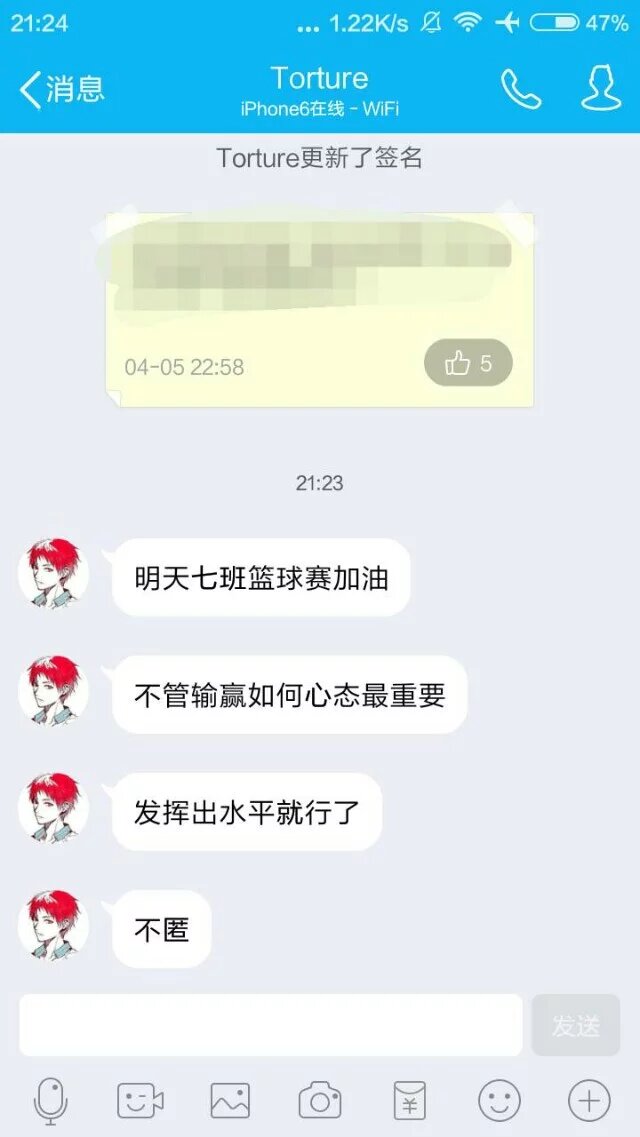 21:24 ... 1.22K/s 47%
消息 Torture
iPhone6在线 - WiFi
Torture更新了签名
04-05 22:58 5
21:23
明天七班篮球赛加油
不管输赢如何心态最重要
发挥出水平就行了
不匿
发送